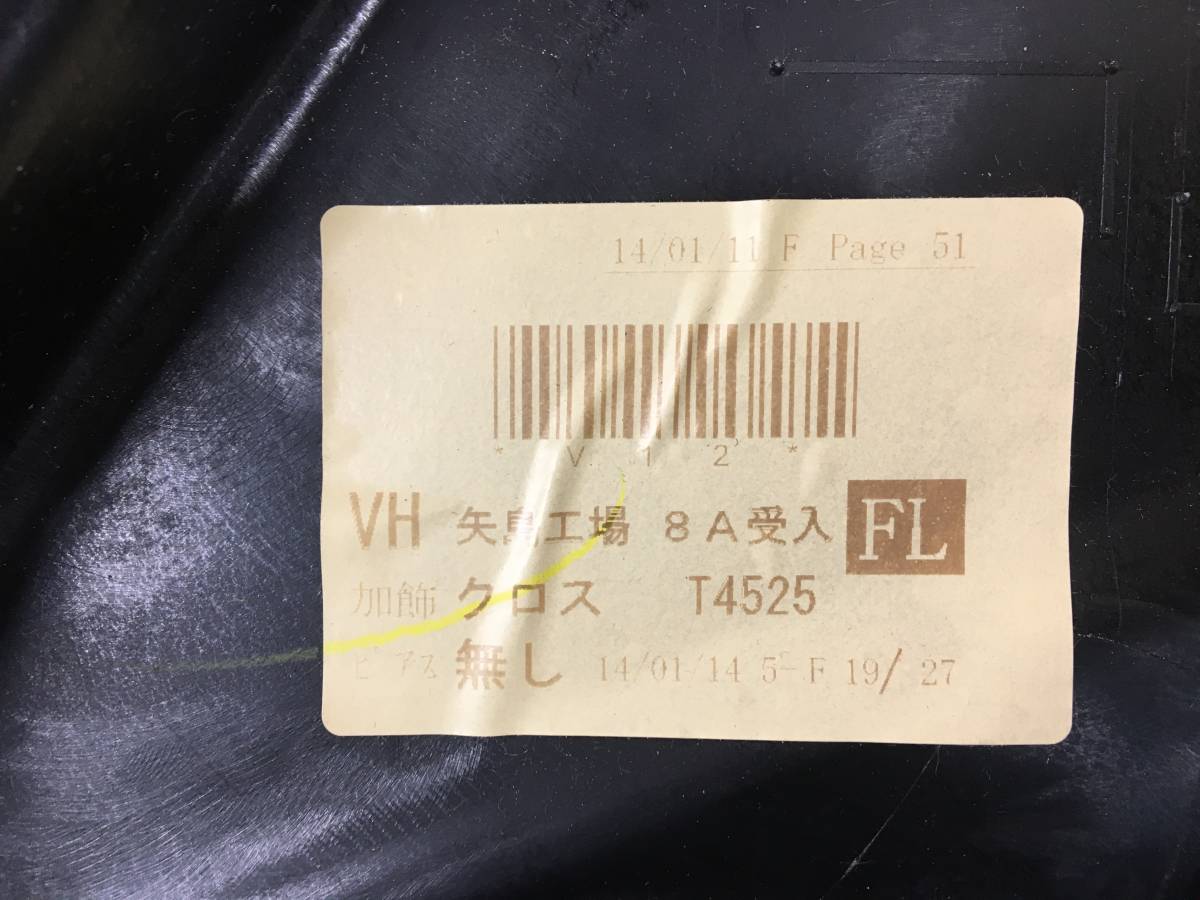 14/01/11 F Page 51
* V 1 2 *
VH 矢島工場 8A受入 FL
加飾 クロス T4525
ピアス 無し 14/01/14 5-F 19/ 27